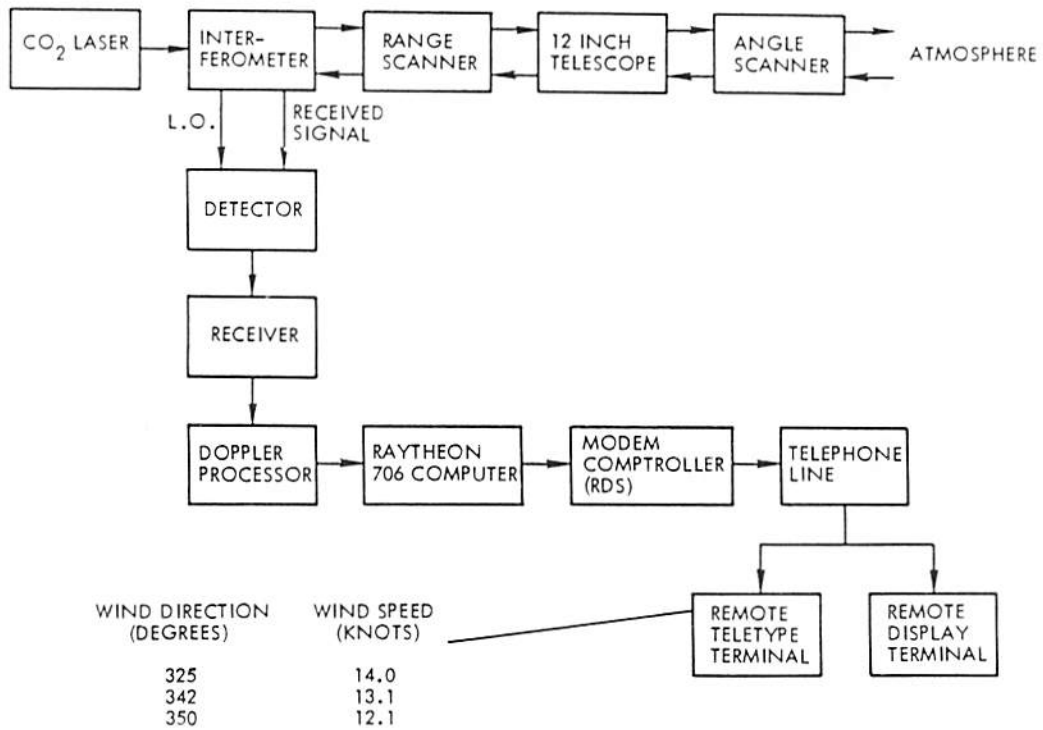 CO2 LASER
INTER-
FEROMETER
RANGE
SCANNER
12 INCH
TELESCOPE
ANGLE
SCANNER
ATMOSPHERE
L.O.
RECEIVED
SIGNAL
DETECTOR
RECEIVER
DOPPLER
PROCESSOR
RAYTHEON
706 COMPUTER
MODEM
COMPTROLLER
(RDS)
TELEPHONE
LINE
REMOTE
TELETYPE
TERMINAL
REMOTE
DISPLAY
TERMINAL
WIND DIRECTION
(DEGREES)
WIND SPEED
(KNOTS)
325 14.0
342 13.1
350 12.1